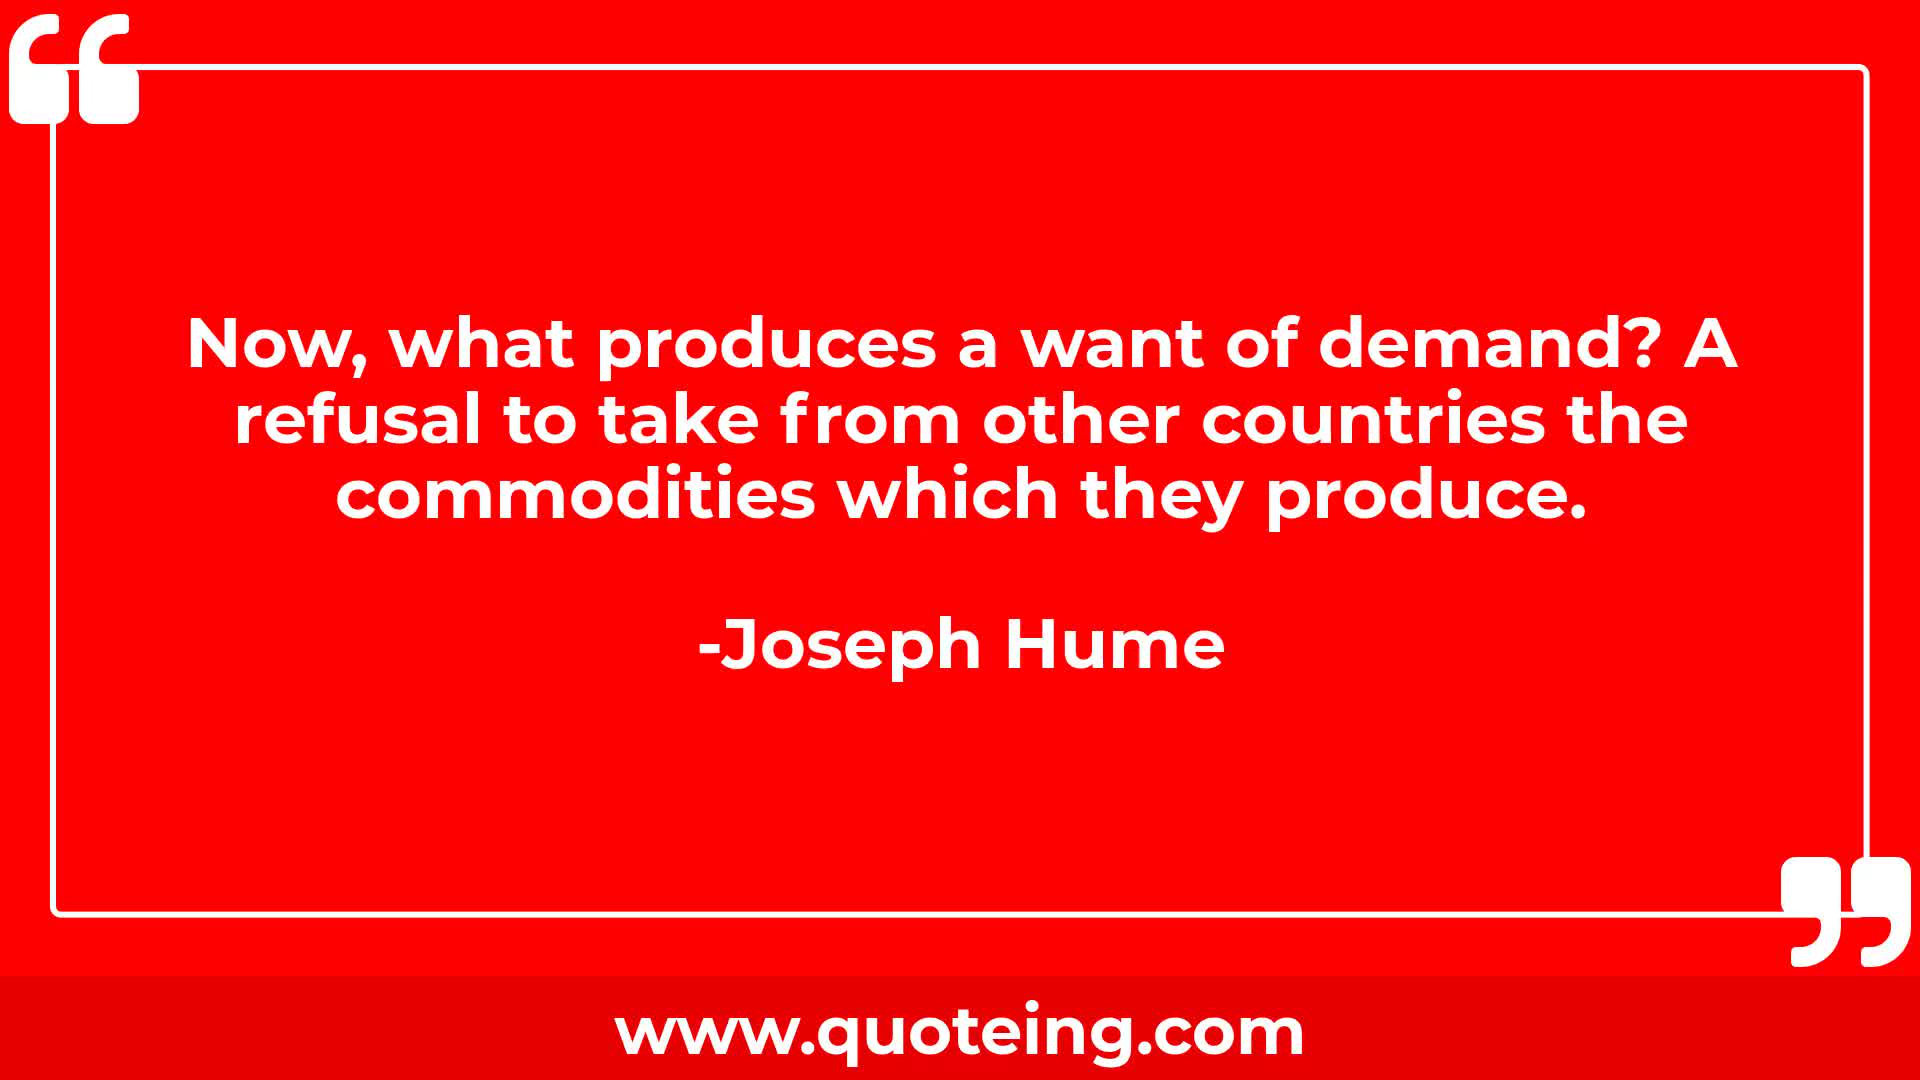 Now, what produces a want of demand? A
refusal to take from other countries the
commodities which they produce.
-Joseph Hume
www.quoteing.com